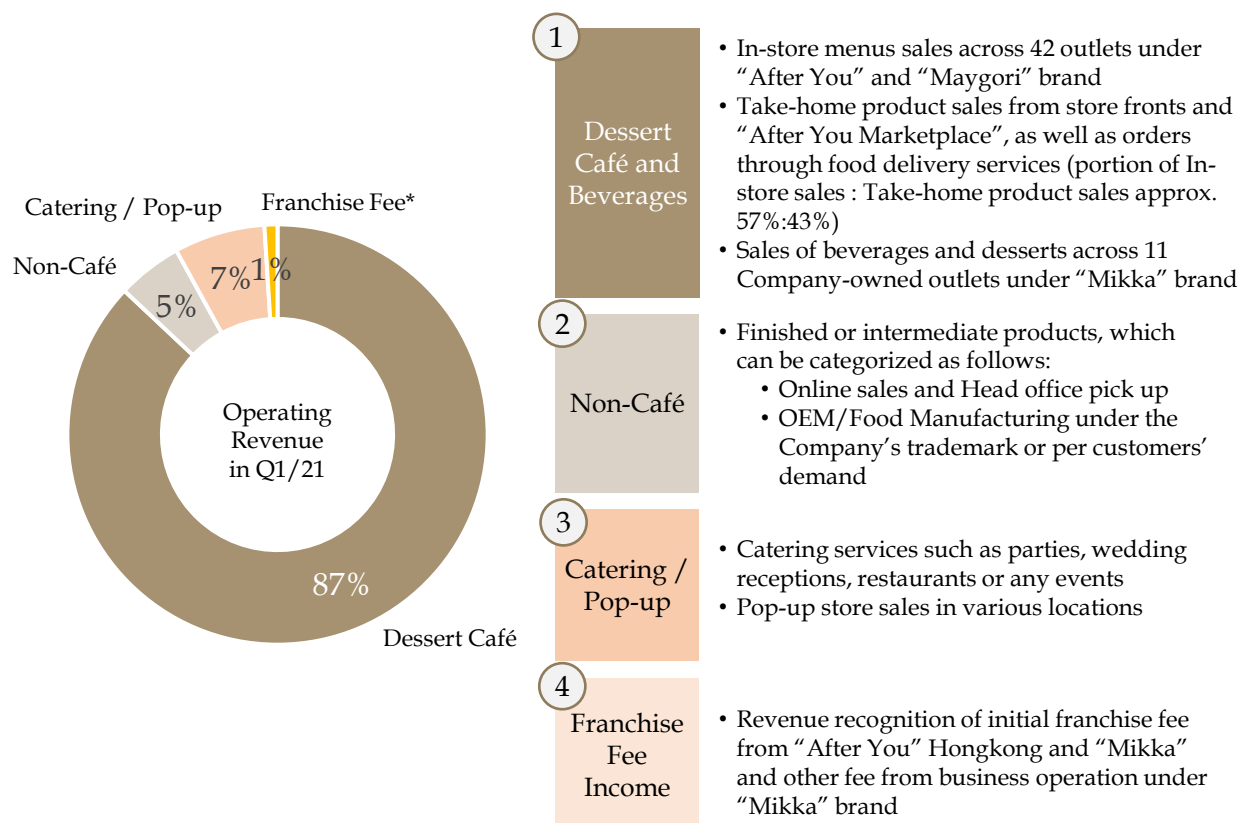 Catering / Pop-up
Franchise Fee*
Non-Café
7%
1%
5%
Operating
Revenue
in Q1/21
87%
Dessert Café
1
Dessert
Café and
Beverages
• In-store menus sales across 42 outlets under
“After You” and “Maygori” brand
• Take-home product sales from store fronts and
“After You Marketplace”, as well as orders
through food delivery services (portion of In-
store sales : Take-home product sales approx.
57%:43%)
• Sales of beverages and desserts across 11
Company-owned outlets under “Mikka” brand
2
Non-Café
• Finished or intermediate products, which
can be categorized as follows:
• Online sales and Head office pick up
• OEM/Food Manufacturing under the
Company’s trademark or per customers’
demand
3
Catering /
Pop-up
• Catering services such as parties, wedding
receptions, restaurants or any events
• Pop-up store sales in various locations
4
Franchise
Fee
Income
• Revenue recognition of initial franchise fee
from “After You” Hongkong and “Mikka”
and other fee from business operation under
“Mikka” brand